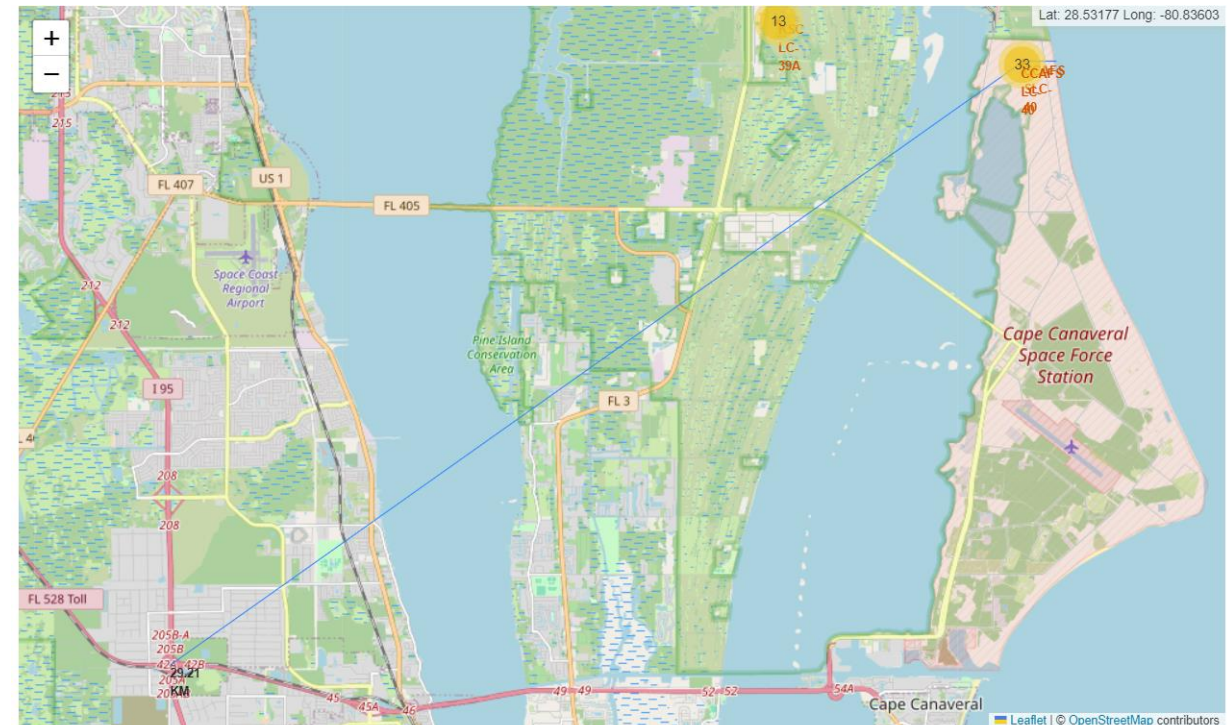 +
−
Lat: 28.53177 Long: -80.83603
13
LC-
39A
33
215
FL 407
US 1
FL 405
Space Coast
Regional
Airport
212
212
Pine Island
Conservation
Area
Cape Canaveral
Space Force
Station
I 95
FL 3
208
208
FL 528 Toll
205B-A
205B
42B
29.21
KM
205A
45
45A
46
49
49
52
52
54A
Cape Canaveral
Leaflet | © OpenStreetMap contributors